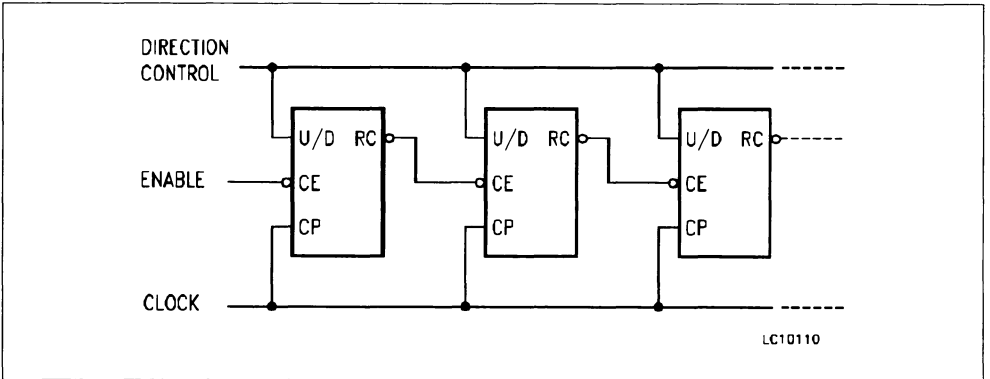 DIRECTION
CONTROL
U/D RC
U/D RC
U/D RC
ENABLE
CE
CE
CE
CP
CP
CP
CLOCK
LC10110